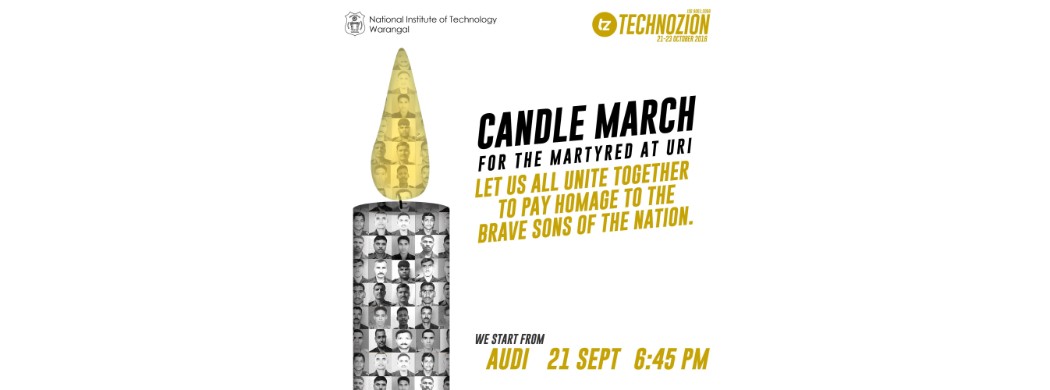 National Institute of Technology
Warangal
TECHNOZION
21-23 OCTOBER 2016
CANDLE MARCH
FOR THE MARTYRED AT URI
LET US ALL UNITE TOGETHER
TO PAY HOMAGE TO THE
BRAVE SONS OF THE NATION.
WE START FROM
AUDI 21 SEPT 6:45 PM